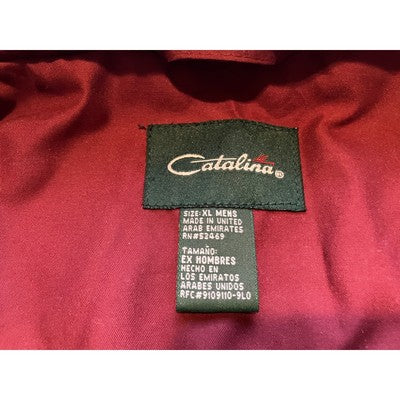 Catalina®
SIZE: XL MENS
MADE IN UNITED
ARAB EMIRATES
RN#52469
TAMAÑO:
EX HOMBRES
HECHO EN
LOS EMIRATOS
ARABES UNIDOS
RFC#9109110-9L0